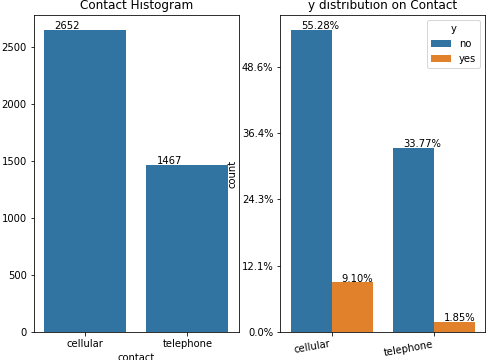 Contact Histogram
2652
1467
2500
2000
1500
1000
500
0
cellular
telephone
contact
y distribution on Contact
y
no
yes
55.28%
33.77%
9.10%
1.85%
count
48.6%
36.4%
24.3%
12.1%
0.0%
cellular
telephone